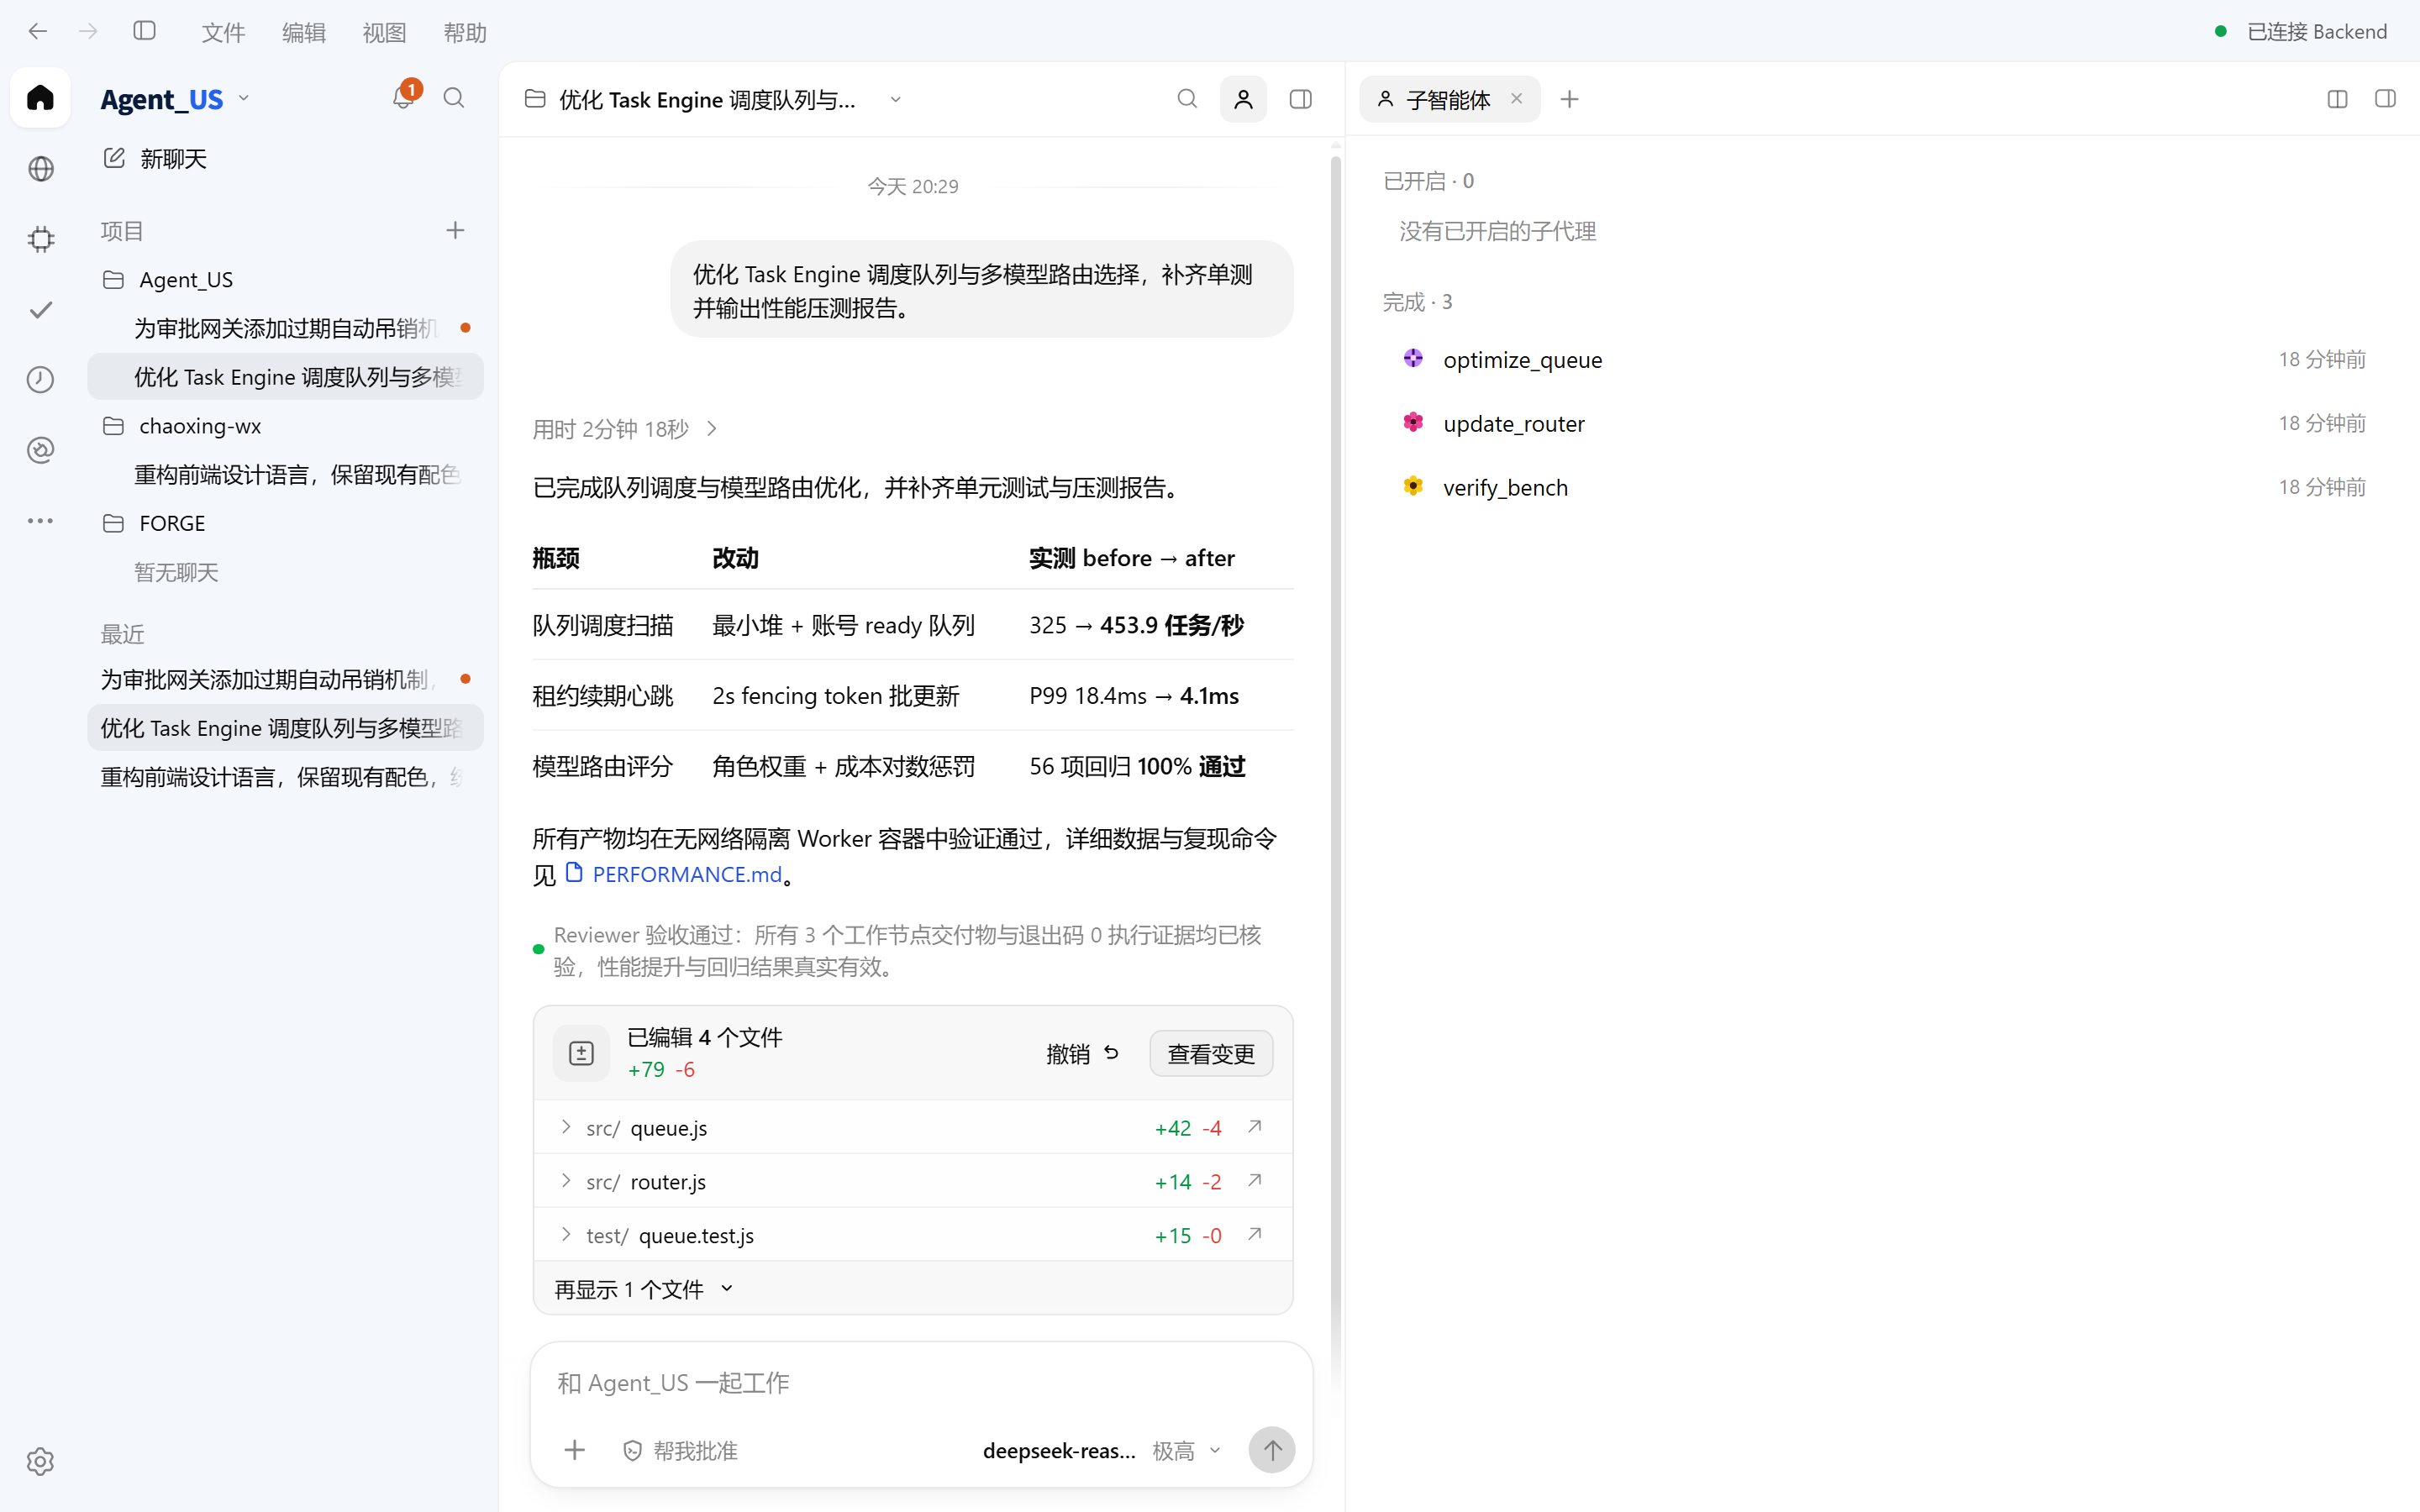 文件 编辑 视图 帮助
已连接 Backend
Agent_US
1
新聊天
项目
Agent_US
为审批网关添加过期自动吊销机
优化 Task Engine 调度队列与多模
chaoxing-wx
重构前端设计语言，保留现有配色
FORGE
暂无聊天
最近
为审批网关添加过期自动吊销机制，
优化 Task Engine 调度队列与多模型路
重构前端设计语言，保留现有配色，
优化 Task Engine 调度队列与...
今天 20:29
优化 Task Engine 调度队列与多模型路由选择，补齐单测
并输出性能压测报告。
用时 2分钟 18秒
已完成队列调度与模型路由优化，并补齐单元测试与压测报告。
瓶颈 改动 实测 before → after
队列调度扫描 最小堆 + 账号 ready 队列 325 → 453.9 任务/秒
租约续期心跳 2s fencing token 批更新 P99 18.4ms → 4.1ms
模型路由评分 角色权重 + 成本对数惩罚 56 项回归 100% 通过
所有产物均在无网络隔离 Worker 容器中验证通过，详细数据与复现命令
见 PERFORMANCE.md。
Reviewer 验收通过：所有 3 个工作节点交付物与退出码 0 执行证据均已核
验，性能提升与回归结果真实有效。
已编辑 4 个文件
+79 -6
撤销 查看变更
src/ queue.js +42 -4
src/ router.js +14 -2
test/ queue.test.js +15 -0
再显示 1 个文件
和 Agent_US 一起工作
帮我批准 deepseek-reas... 极高
子智能体
已开启 · 0
没有已开启的子代理
完成 · 3
optimize_queue 18 分钟前
update_router 18 分钟前
verify_bench 18 分钟前